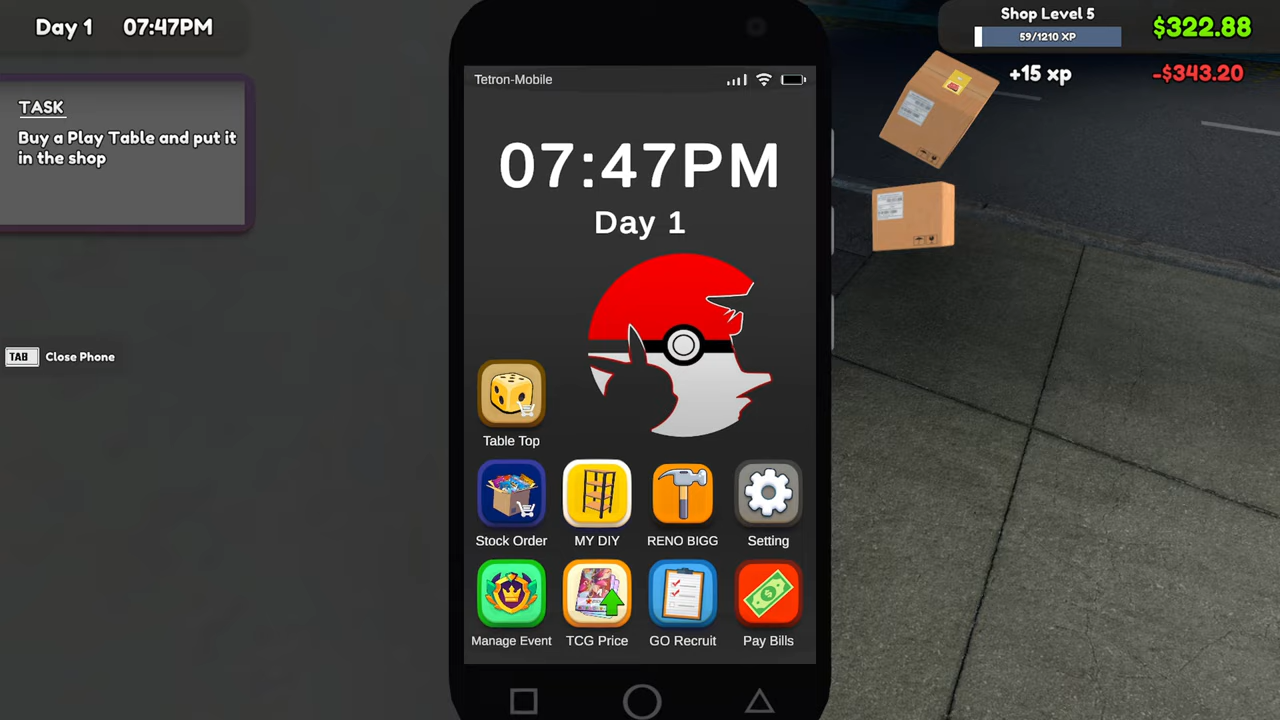 Day 1 07:47PM
Shop Level 5
$322.88
59/1210 XP
+15 xp
-$343.20
TASK
Buy a Play Table and put it
in the shop
TAB Close Phone
Tetron-Mobile
07:47PM
Day 1
Table Top
Stock Order
MY DIY
RENO BIGG
Setting
Manage Event
TCG Price
GO Recruit
Pay Bills